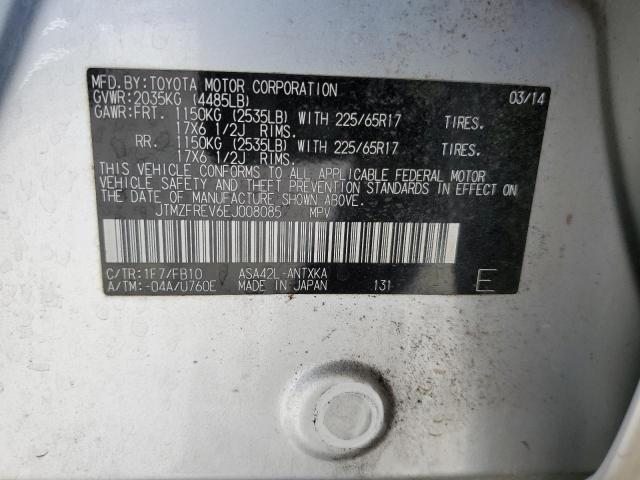 MFD.BY:TOYOTA MOTOR CORPORATION 03/14
GVWR:2035KG (4485LB)
GAWR:FRT. 1150KG (2535LB) WITH 225/65R17 TIRES.
17X6 1/2J RIMS.
RR. 1150KG (2535LB) WITH 225/65R17 TIRES.
17X6 1/2J RIMS.
THIS VEHICLE CONFORMS TO ALL APPLICABLE FEDERAL MOTOR
VEHICLE SAFETY AND THEFT PREVENTION STANDARDS IN EFFECT ON
THE DATE OF MANUFACTURE SHOWN ABOVE.
JTMZFREV6EJ008085 MPV
C/TR:1F7/FB10 ASA42L-ANTXKA
A/TM:-04A/U760E MADE IN JAPAN 131 E